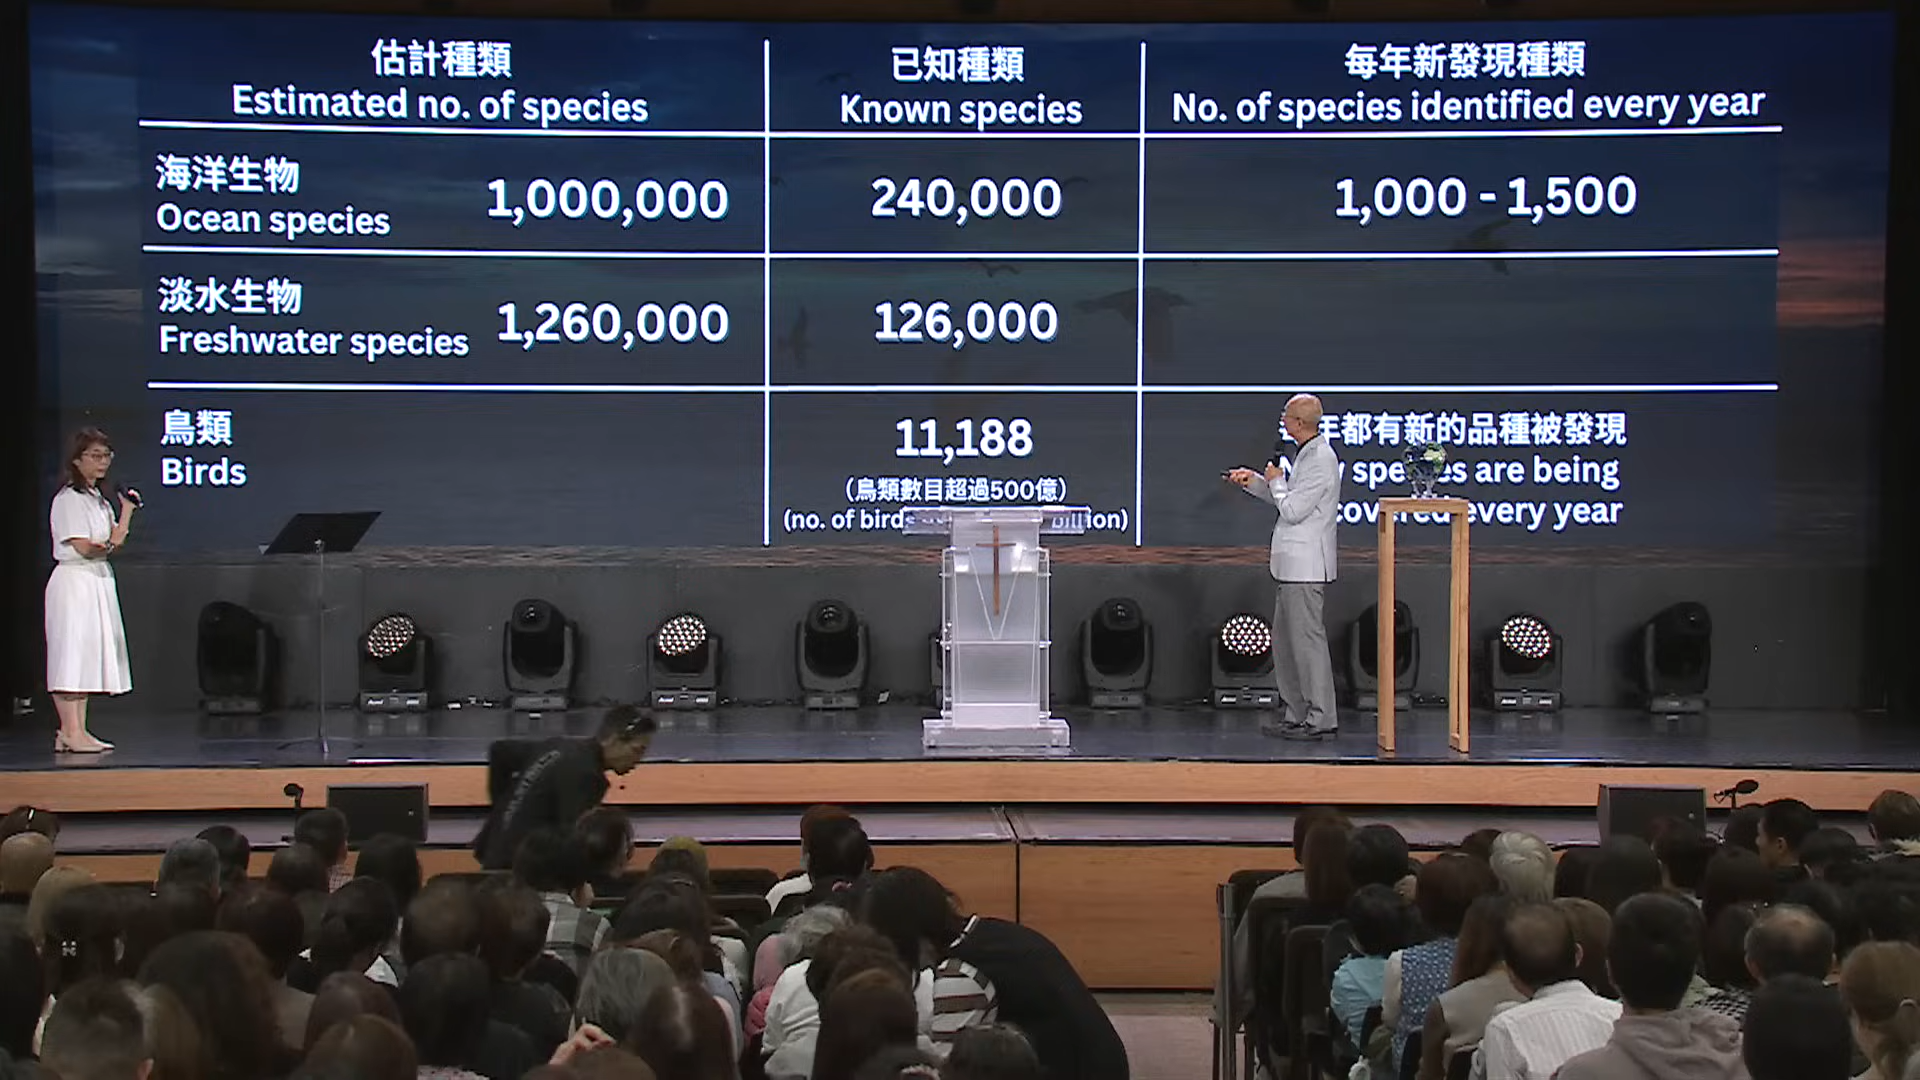 估計種類
Estimated no. of species
已知種類
Known species
每年新發現種類
No. of species identified every year
海洋生物
Ocean species
1,000,000
240,000
1,000 - 1,500
淡水生物
Freshwater species
1,260,000
126,000
鳥類
Birds
11,188
（鳥類數目超過500億）
(no. of birds billion)
年都有新的品種被發現
species are being
covered every year